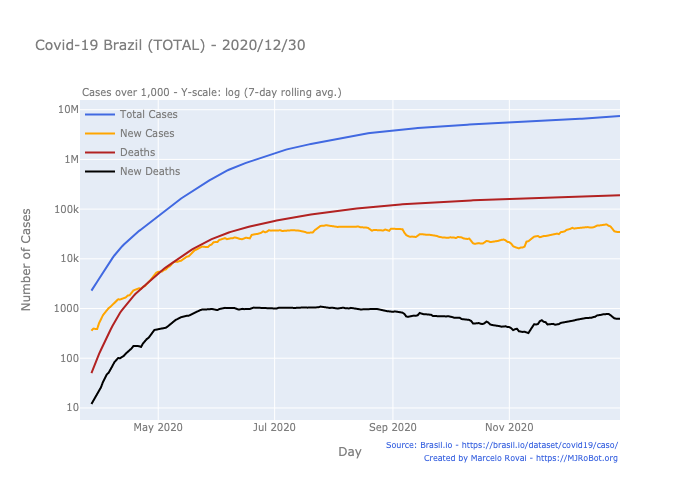 Covid-19 Brazil (TOTAL) - 2020/12/30
Cases over 1,000 - Y-scale: log (7-day rolling avg.)
10M
1M
100k
10k
1000
100
10
Number of Cases
Total Cases
New Cases
Deaths
New Deaths
May 2020
Jul 2020
Sep 2020
Nov 2020
Day
Source: Brasil.io - https://brasil.io/dataset/covid19/caso/
Created by Marcelo Rovai - https://MJRoBot.org